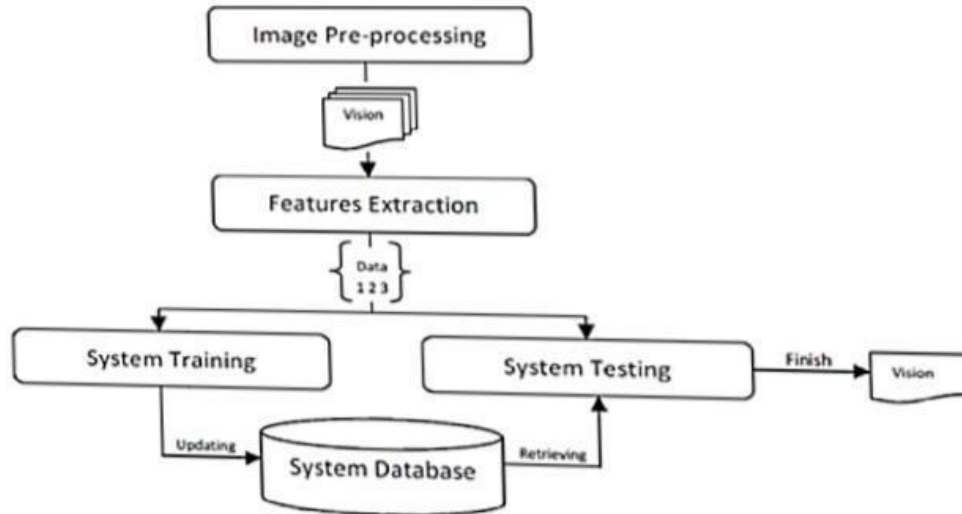 Image Pre-processing
Vision
Features Extraction
Data
1 2 3
System Training
System Testing
Finish
Vision
Updating
System Database
Retrieving